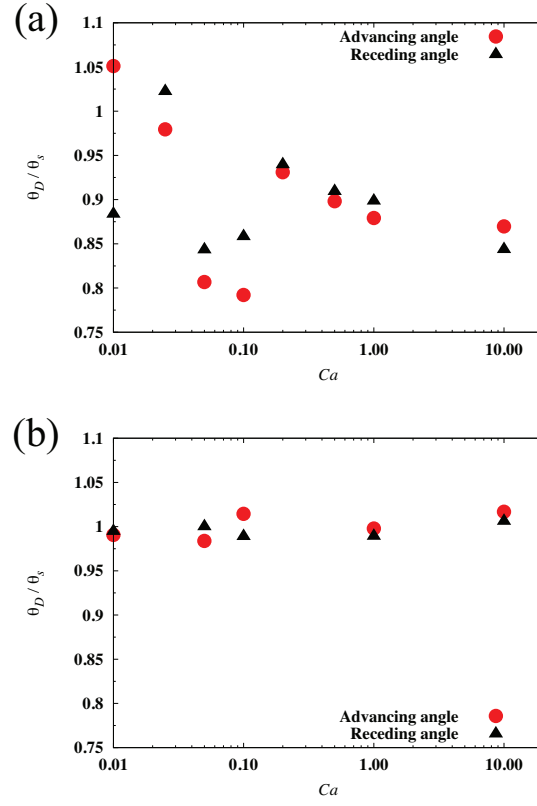 (a)
1.1
1.05
1
0.95
0.9
0.85
0.8
0.75
θD / θs
0.01
0.10
1.00
10.00
Ca
Advancing angle
Receding angle
(b)
1.1
1.05
1
0.95
0.9
0.85
0.8
0.75
θD / θs
0.01
0.10
1.00
10.00
Ca
Advancing angle
Receding angle